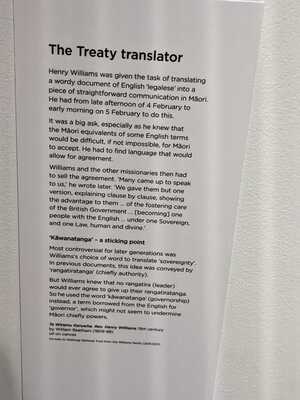 The Treaty translator
Henry Williams was given the task of translating
a wordy document of English 'legalese' into a
piece of straightforward communication in Māori.
He had from late afternoon of 4 February to
early morning on 5 February to do this.
It was a big ask, especially as he knew that
the Māori equivalents of some English terms
would be difficult, if not impossible, for Māori
to accept. He had to find language that would
allow for agreement.
Williams and the other missionaries then had
to sell the agreement. 'Many came up to speak
to us,' he wrote later. 'We gave them but one
version, explaining clause by clause, showing
the advantage to them ... of the fostering care
of the British Government ... [becoming] one
people with the English ... under one Sovereign,
and one Law, human and divine.'
'Kāwanatanga' – a sticking point
Most controversial for later generations was
Williams's choice of word to translate 'sovereignty'.
In previous documents, this idea was conveyed by
'rangatiratanga' (chiefly authority).
But Williams knew that no rangatira (leader)
would ever agree to give up their rangatiratanga.
So he used the word 'kāwanatanga' (governorship)
instead, a term borrowed from the English for
'governor', which might not seem to undermine
Māori chiefly powers.
Te Wiremu Karuwha, Rev. Henry Williams 19th century
by William Beetham (1809–88)
oil on canvas